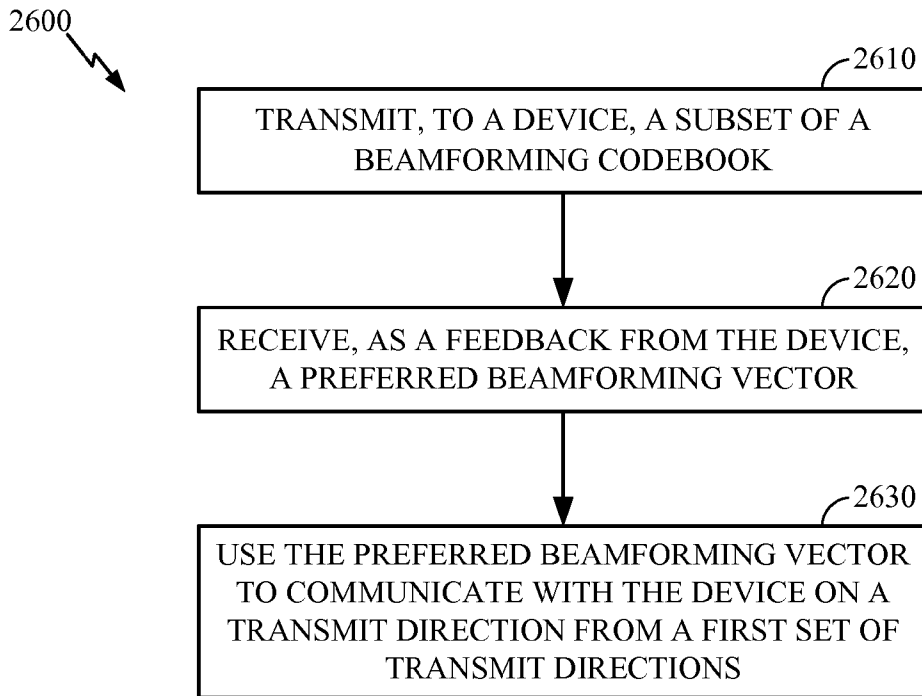 2600
2610
TRANSMIT, TO A DEVICE, A SUBSET OF A
BEAMFORMING CODEBOOK
2620
RECEIVE, AS A FEEDBACK FROM THE DEVICE,
A PREFERRED BEAMFORMING VECTOR
2630
USE THE PREFERRED BEAMFORMING VECTOR
TO COMMUNICATE WITH THE DEVICE ON A
TRANSMIT DIRECTION FROM A FIRST SET OF
TRANSMIT DIRECTIONS